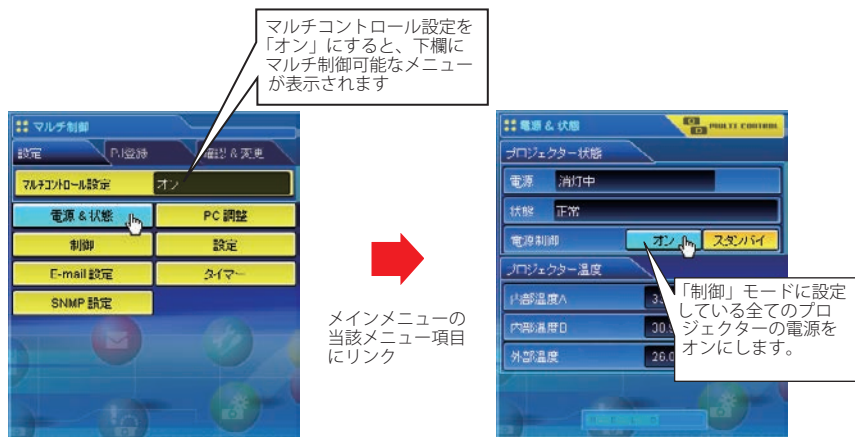 マルチコントロール設定を
「オン」にすると、下欄に
マルチ制御可能なメニュー
が表示されます
マルチ制御
設定 PJ登録 確認 & 変更
マルチコントロール設定 オン
電源 & 状態 PC 調整
制御 設定
E-mail 設定 タイマー
SNMP 設定
メインメニューの
当該メニュー項目
にリンク
電源 & 状態 MULTI CONTROL
プロジェクター状態
電源 消灯中
状態 正常
電源制御 オン スタンバイ
プロジェクター温度
内部温度A
内部温度B
外部温度 26.0
「制御」モードに設定
している全てのプロ
ジェクターの電源を
オンにします。